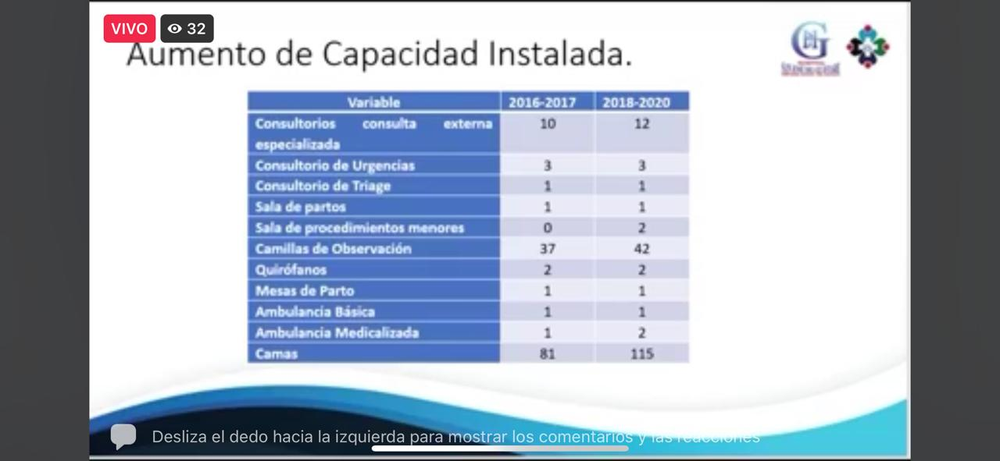 VIVO 32
Aumento de Capacidad Instalada.
Variable 2016-2017 2018-2020
Consultorios consulta externa 10 12
especializada
Consultorio de Urgencias 3 3
Consultorio de Triage 1 1
Sala de partos 1 1
Sala de procedimientos menores 0 2
Camillas de Observación 37 42
Quirófanos 2 2
Mesas de Parto 1 1
Ambulancia Básica 1 1
Ambulancia Medicalizada 1 2
Camas 81 115
Desliza el dedo hacia la izquierda para mostrar los comentarios y las reacciones